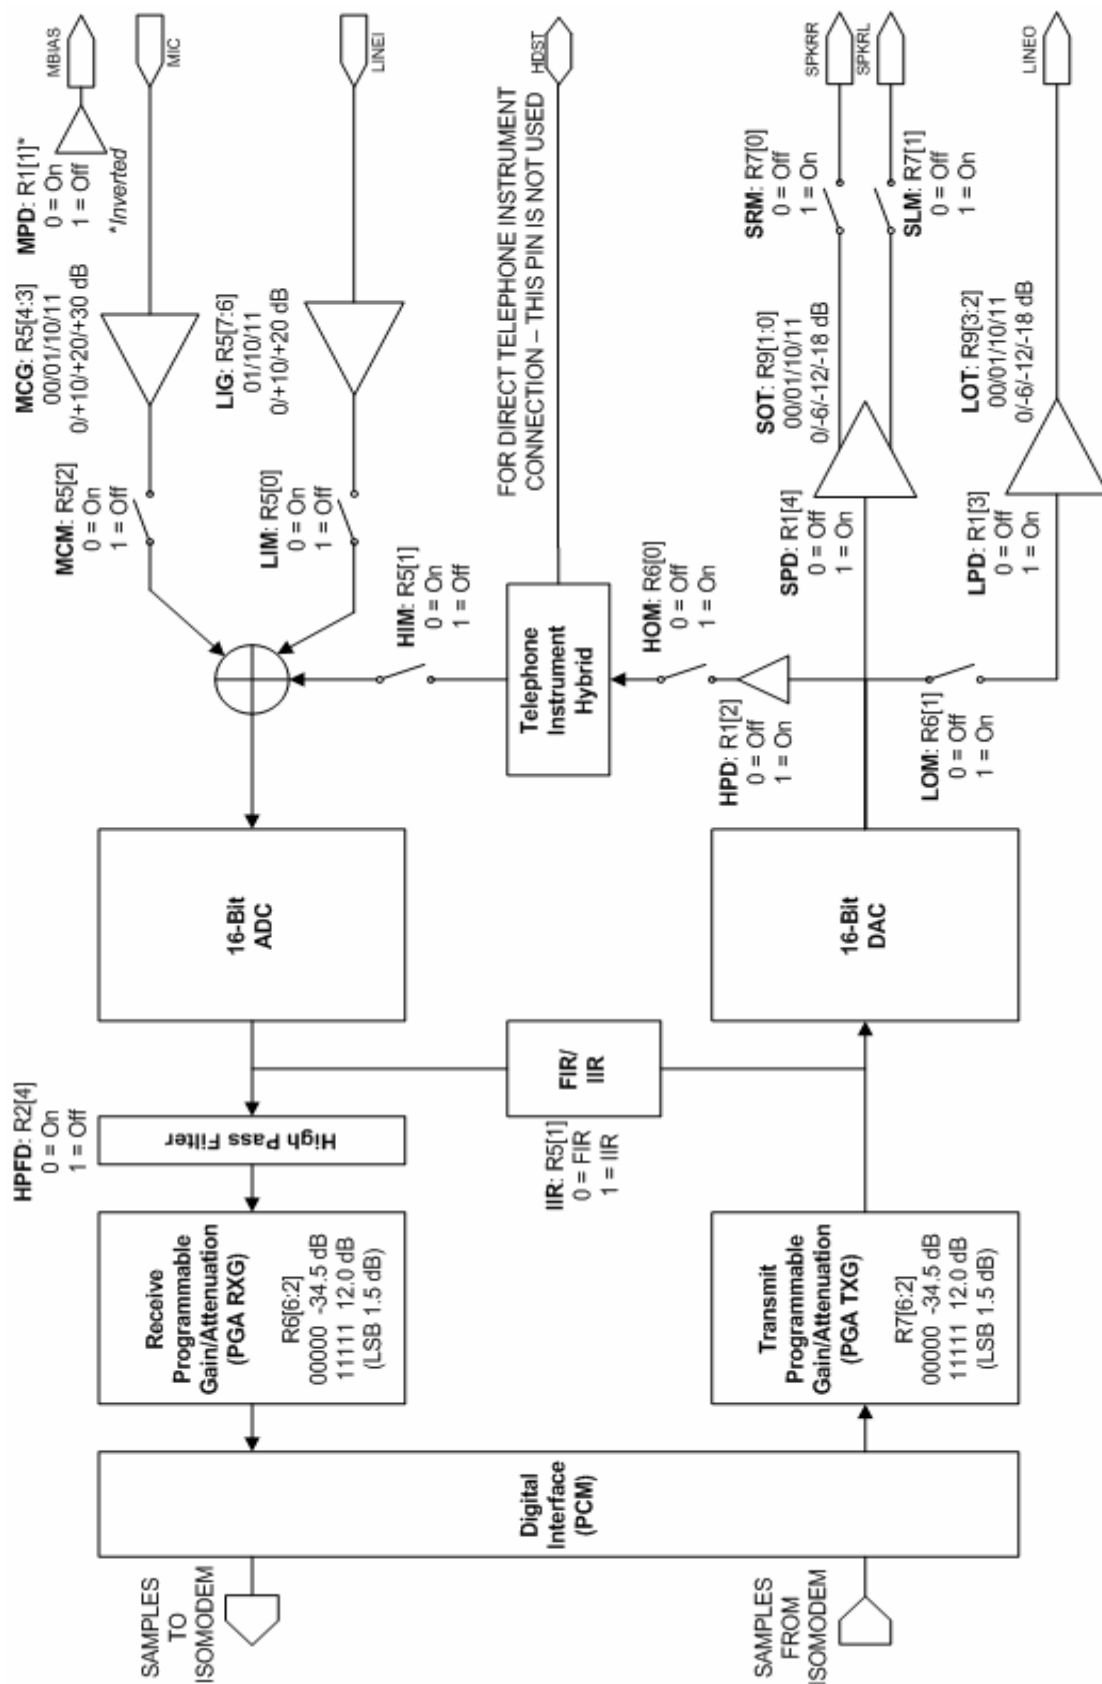 MPD: R1[1]*
0 = On
1 = Off
*Inverted
MBIAS
MCG: R5[4:3]
00/01/10/11
0/+10/+20/+30 dB
MIC
MCM: R5[2]
0 = On
1 = Off
LIG: R5[7:6]
01/10/11
0/+10/+20 dB
LINEI
LIM: R5[0]
0 = On
1 = Off
HPFD: R2[4]
0 = On
1 = Off
SAMPLES
TO
ISOMODEM
Receive
Programmable
Gain/Attenuation
(PGA RXG)
R6[6:2]
00000 -34.5 dB
11111 12.0 dB
(LSB 1.5 dB)
High Pass Filter
16-Bit
ADC
HIM: R5[1]
0 = On
1 = Off
FOR DIRECT TELEPHONE INSTRUMENT
CONNECTION – THIS PIN IS NOT USED
HDST
Digital
Interface
(PCM)
IIR: R5[1]
0 = FIR
1 = IIR
FIR/
IIR
Telephone
Instrument
Hybrid
HOM: R6[0]
0 = Off
1 = On
HPD: R1[2]
0 = Off
1 = On
SAMPLES
FROM
ISOMODEM
Transmit
Programmable
Gain/Attenuation
(PGA TXG)
R7[6:2]
00000 -34.5 dB
11111 12.0 dB
(LSB 1.5 dB)
16-Bit
DAC
SPD: R1[4]
0 = Off
1 = On
SOT: R9[1:0]
00/01/10/11
0/-6/-12/-18 dB
SRM: R7[0]
0 = Off
1 = On
SPKRR
SPKRL
SLM: R7[1]
0 = Off
1 = On
LOM: R6[1]
0 = Off
1 = On
LPD: R1[3]
0 = Off
1 = On
LOT: R9[3:2]
00/01/10/11
0/-6/-12/-18 dB
LINEO